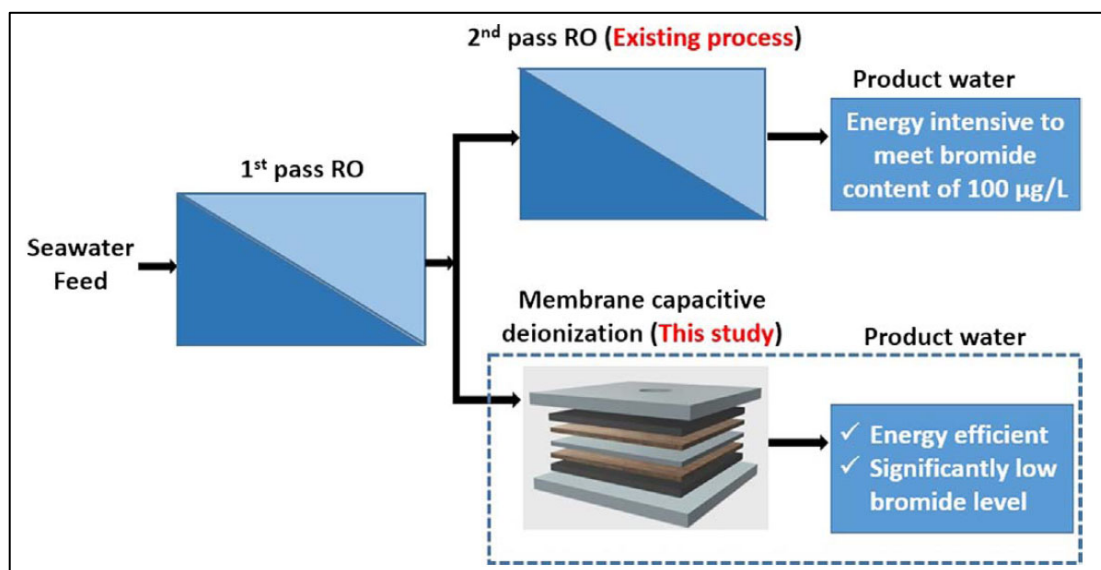 2nd pass RO (Existing process)
Product water
Energy intensive to
meet bromide
content of 100 µg/L
1st pass RO
Seawater
Feed
Membrane capacitive
deionization (This study)
Product water
✓ Energy efficient
✓ Significantly low
bromide level